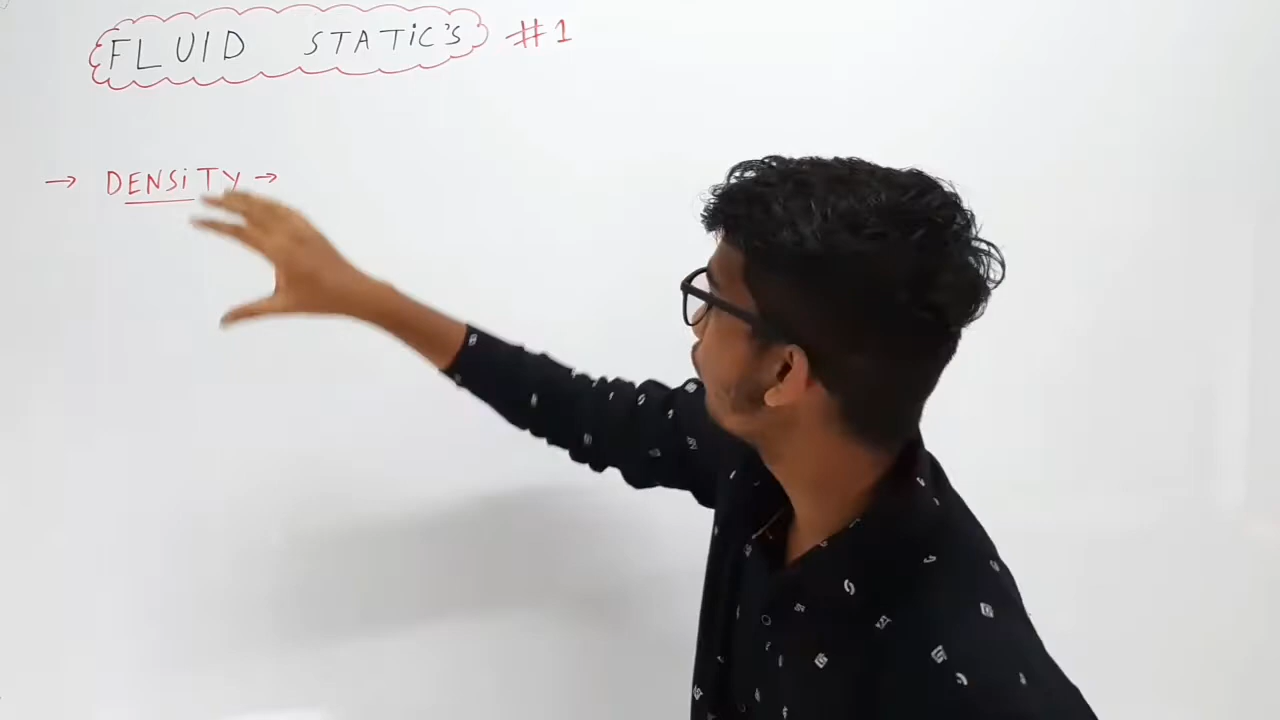 FLUID STATiC'S #1
→ DENSiTY →